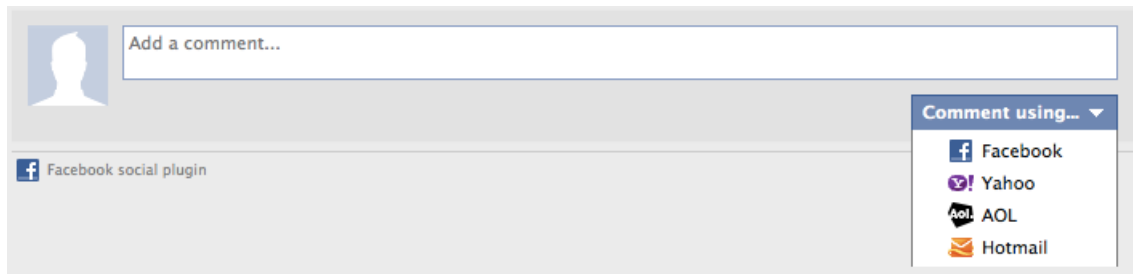 Add a comment...
Comment using...
Facebook
Yahoo
AOL
Hotmail
Facebook social plugin